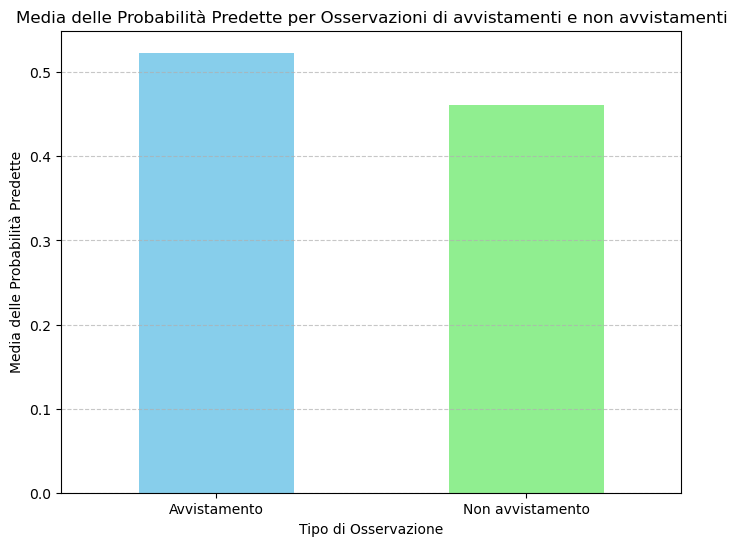 Media delle Probabilità Predette per Osservazioni di avvistamenti e non avvistamenti
Media delle Probabilità Predette
0.5
0.4
0.3
0.2
0.1
0.0
Avvistamento
Non avvistamento
Tipo di Osservazione